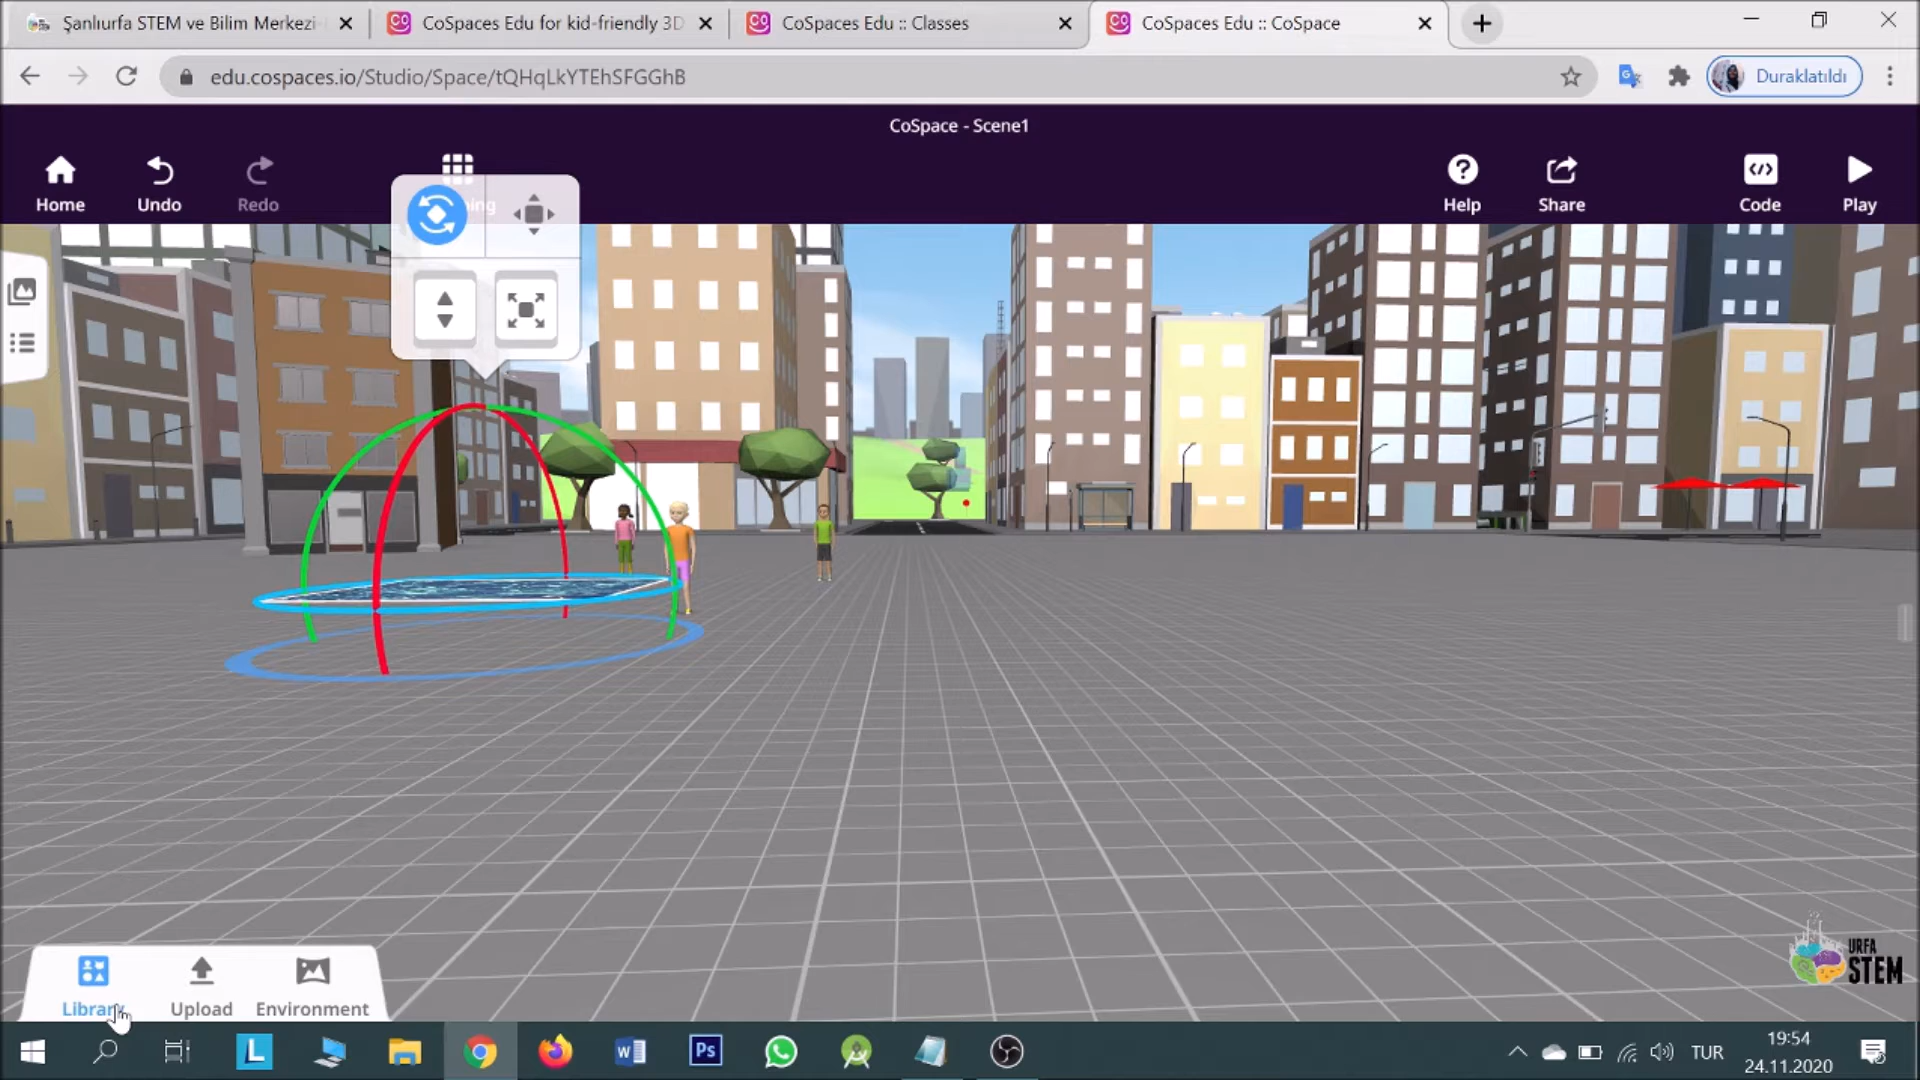 Şanlıurfa STEM ve Bilim Merkezi-
CoSpaces Edu for kid-friendly 3D
CoSpaces Edu :: Classes
CoSpaces Edu :: CoSpace
edu.cospaces.io/Studio/Space/tQHqLkYTEhSFGGhB
Duraklatıldı
CoSpace - Scene1
Home
Undo
Redo
Help
Share
Code
Play
URFA
STEM
Library
Upload
Environment
L
W
Ps
TUR
19:54
24.11.2020